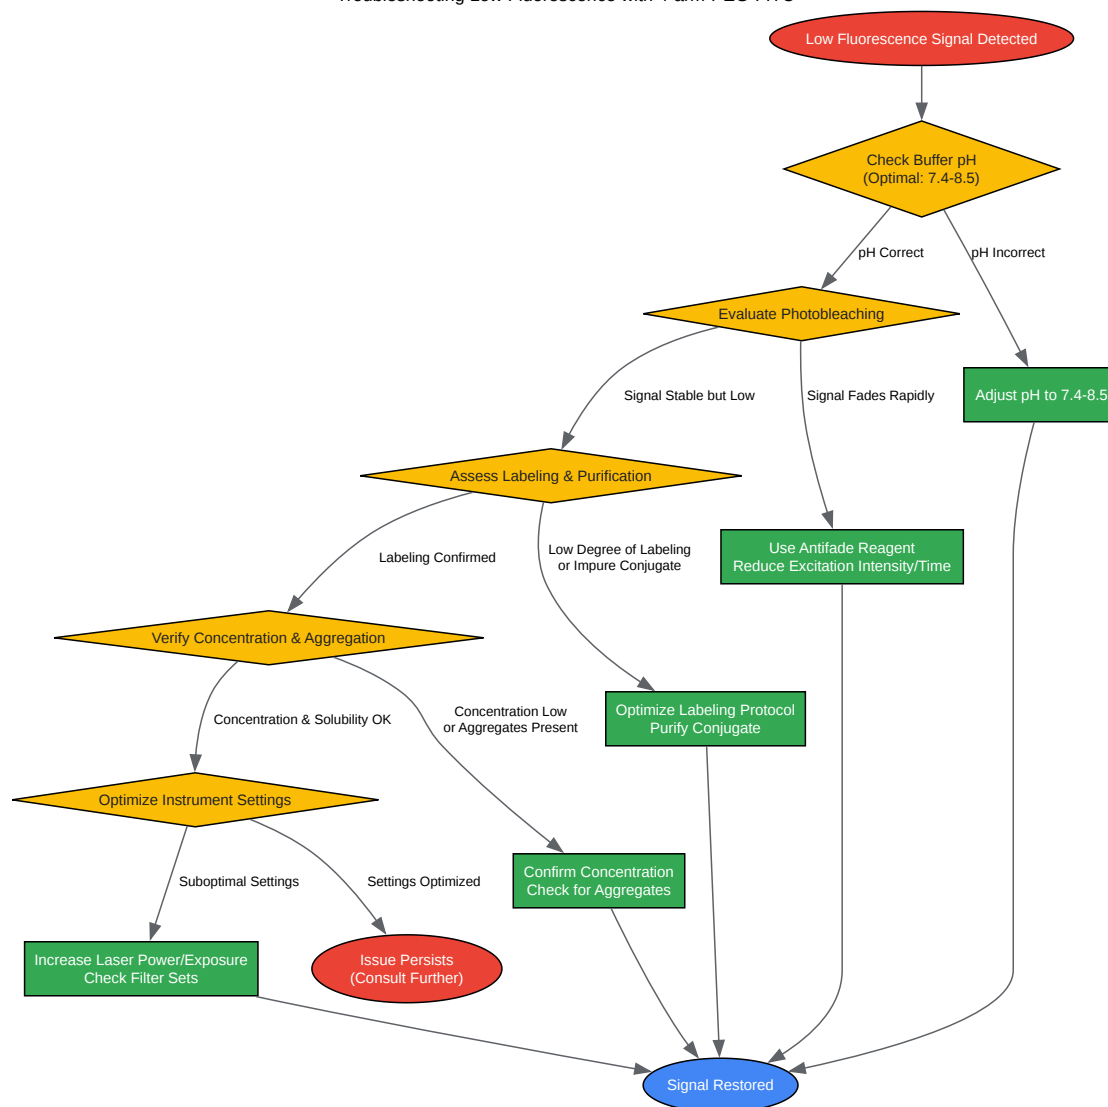 Troubleshooting Low Fluorescence with
Low Fluorescence Signal Detected
Check Buffer pH
(Optimal: 7.4-8.5)
pH Correct
pH Incorrect
Evaluate Photobleaching
Signal Stable but Low
Signal Fades Rapidly
Adjust pH to 7.4-8.5
Assess Labeling & Purification
Labeling Confirmed
Low Degree of Labeling
or Impure Conjugate
Use Antifade Reagent
Reduce Excitation Intensity/Time
Verify Concentration & Aggregation
Concentration & Solubility OK
Concentration Low
or Aggregates Present
Optimize Labeling Protocol
Purify Conjugate
Optimize Instrument Settings
Suboptimal Settings
Settings Optimized
Confirm Concentration
Check for Aggregates
Increase Laser Power/Exposure
Check Filter Sets
Issue Persists
(Consult Further)
Signal Restored